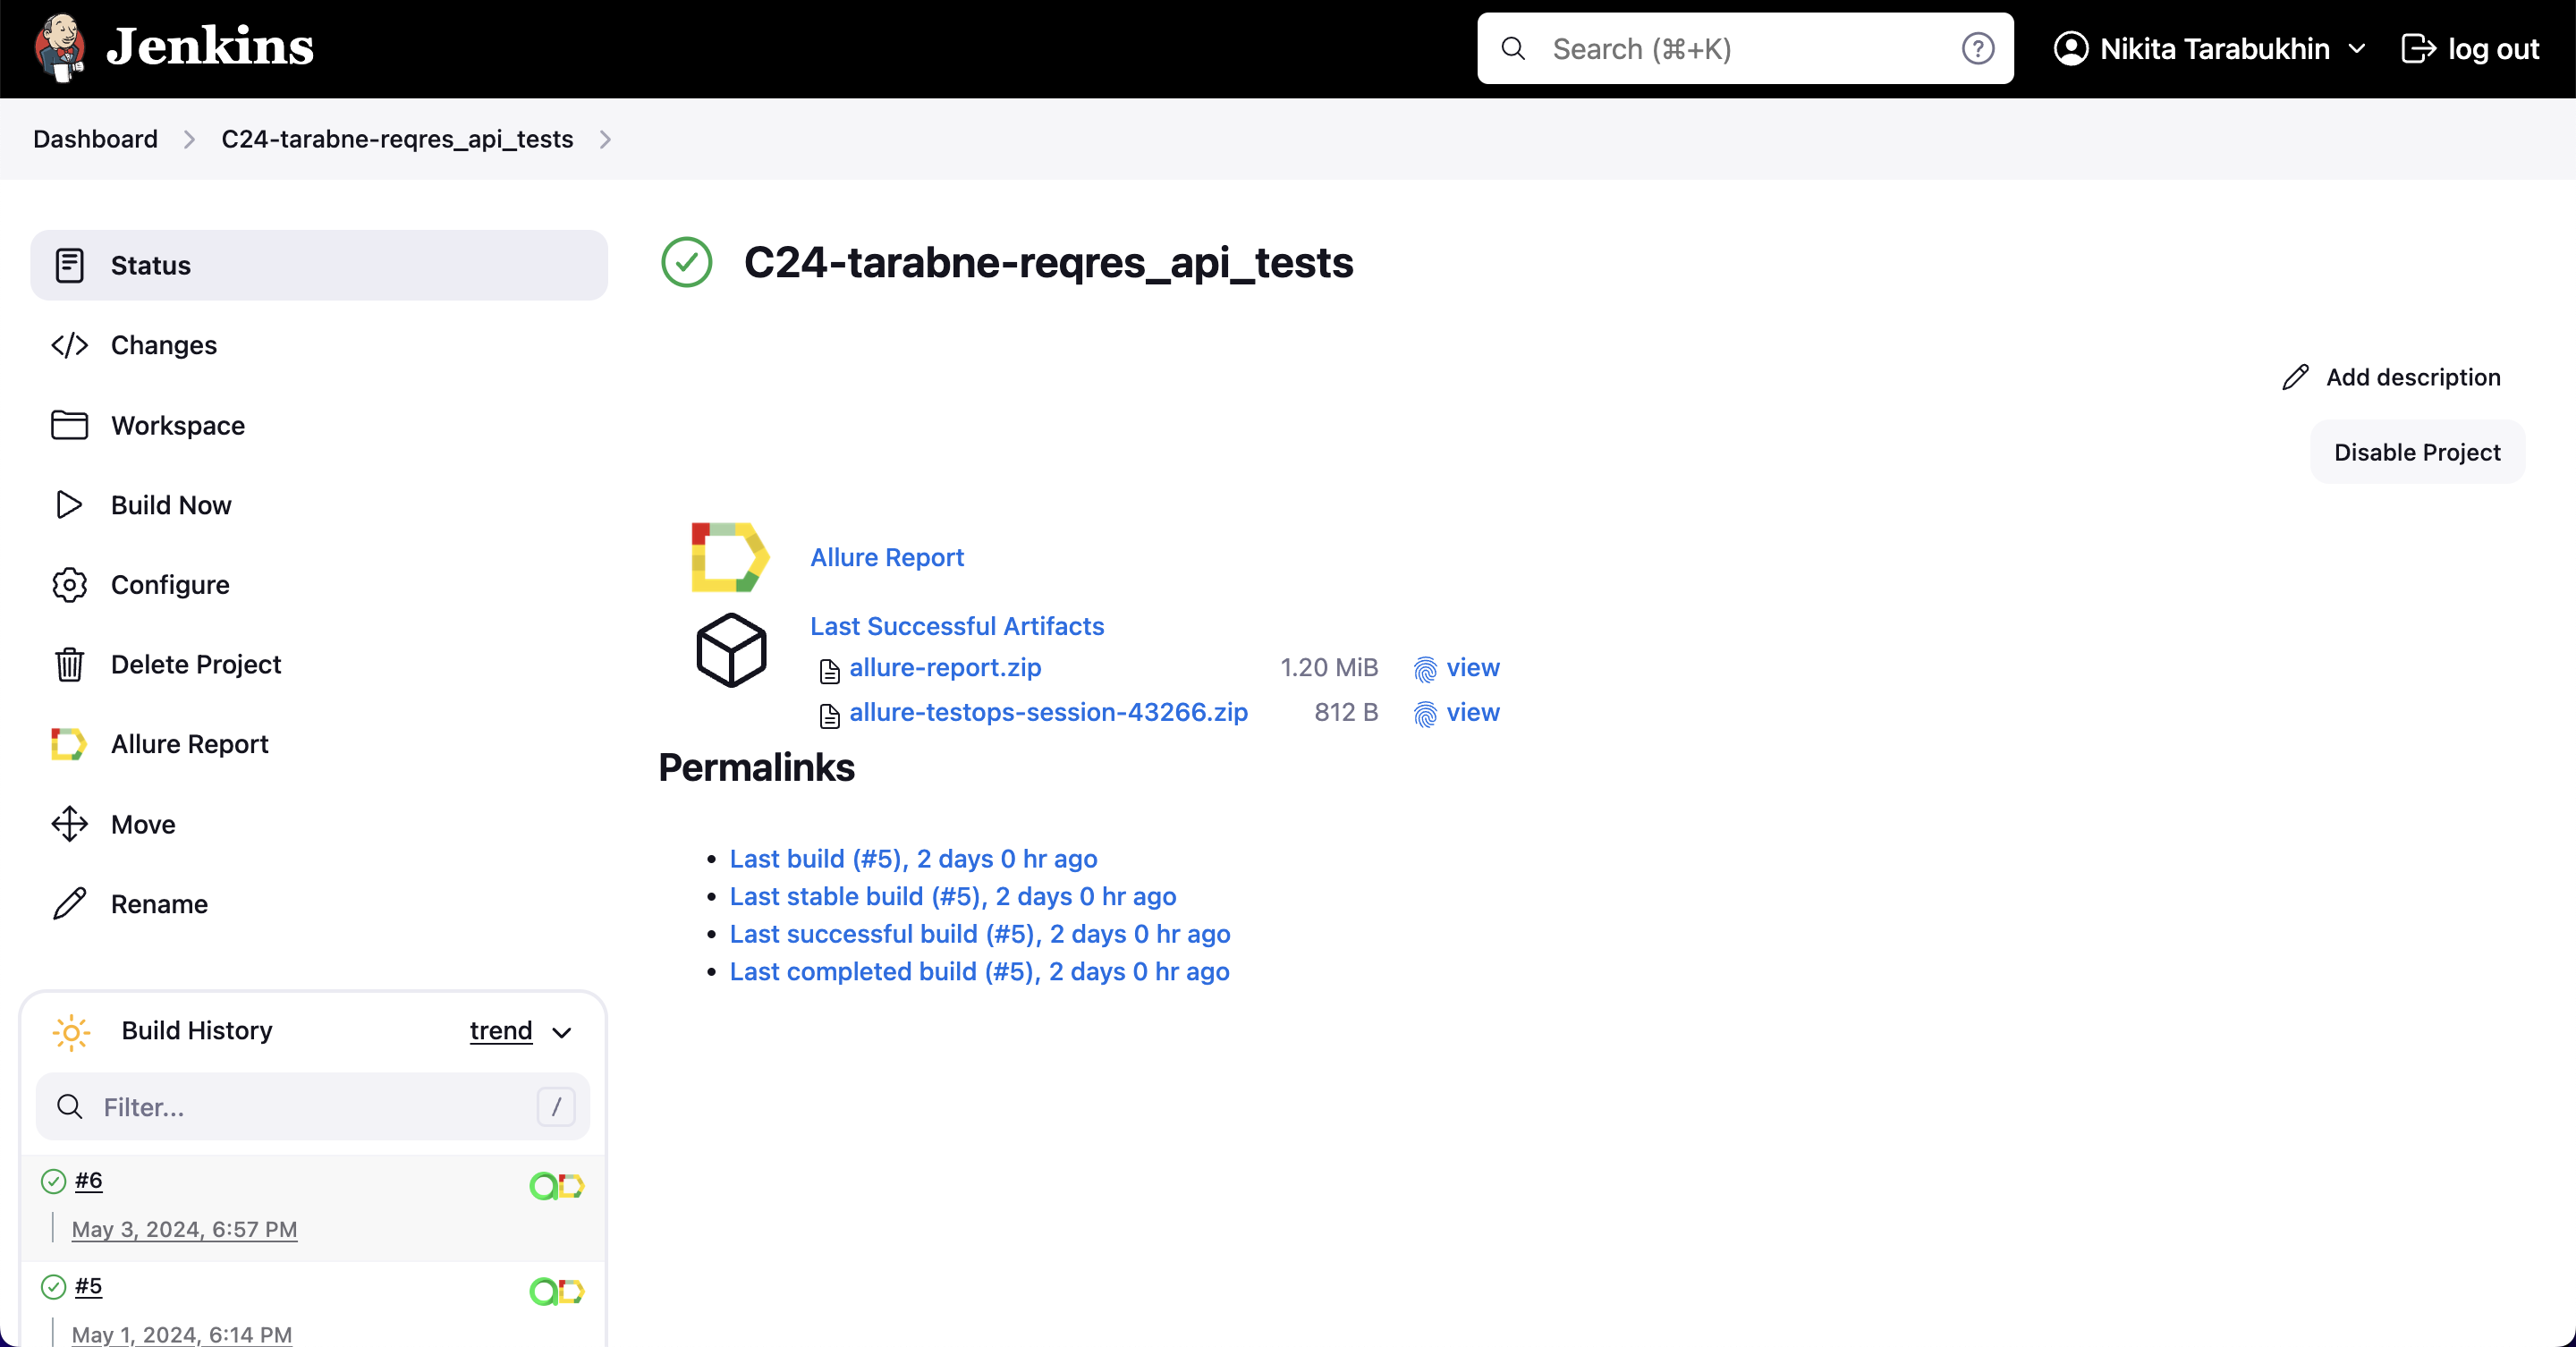 Jenkins
Search (⌘+K)
Nikita Tarabukhin
log out
Dashboard
C24-tarabne-reqres_api_tests
Status
Changes
Workspace
Build Now
Configure
Delete Project
Allure Report
Move
Rename
Build History
trend
Filter...
/
#6
May 3, 2024, 6:57 PM
#5
May 1, 2024, 6:14 PM
C24-tarabne-reqres_api_tests
Add description
Disable Project
Allure Report
Last Successful Artifacts
allure-report.zip 1.20 MiB view
allure-testops-session-43266.zip 812 B view
Permalinks
Last build (#5), 2 days 0 hr ago
Last stable build (#5), 2 days 0 hr ago
Last successful build (#5), 2 days 0 hr ago
Last completed build (#5), 2 days 0 hr ago